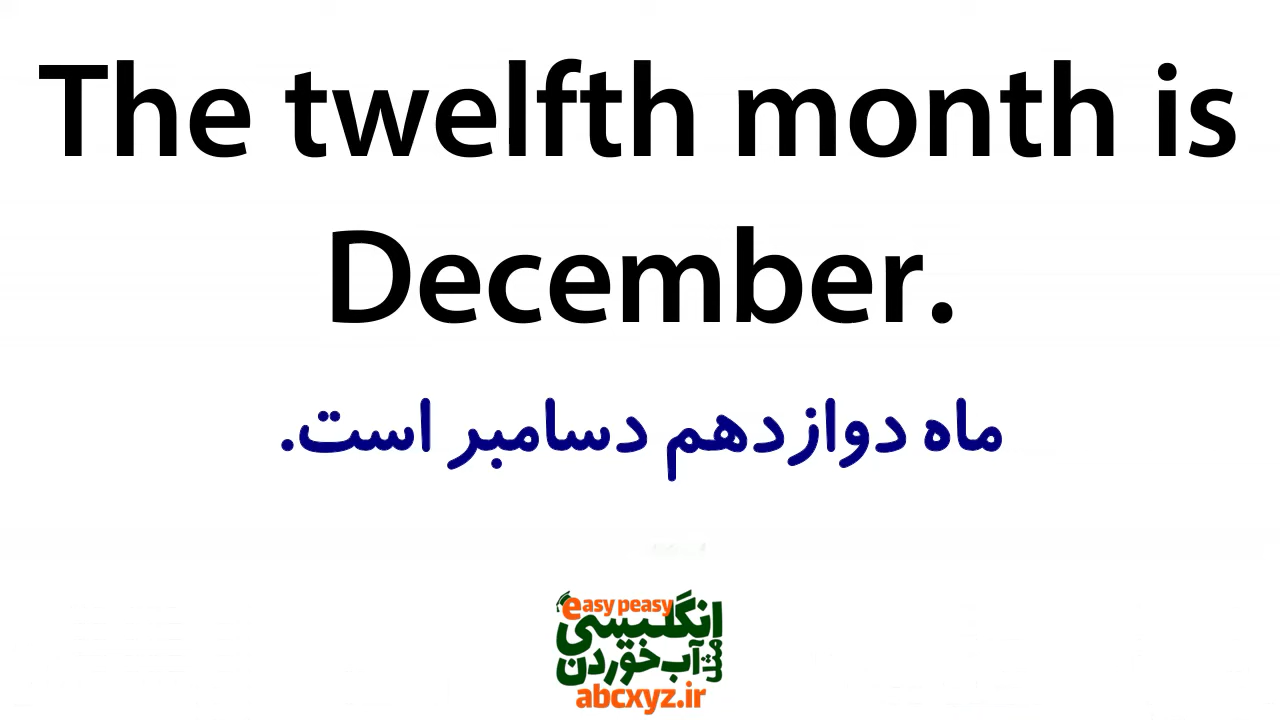 The twelfth month is
December.
ماه دوازدهم دسامبر است.
easy peasy
انگلیسی
مثل آب خوردن
abcxyz.ir